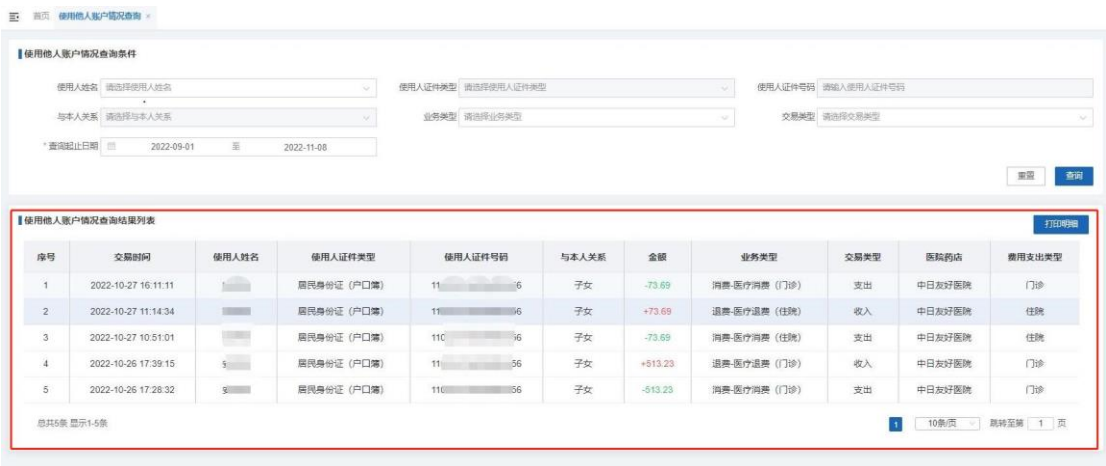 首页 使用他人账户情况查询 ×
使用他人账户情况查询条件
使用人姓名 请选择使用人姓名 使用人证件类型 请选择使用人证件类型 使用人证件号码 请输入使用人证件号码
与本人关系 请选择与本人关系 业务类型 请选择业务类型 交易类型 请选择交易类型
* 查询起止日期 2022-09-01 至 2022-11-08
重置 查询
使用他人账户情况查询结果列表 打印明细
序号 交易时间 使用人姓名 使用人证件类型 使用人证件号码 与本人关系 金额 业务类型 交易类型 医院药店 费用支出类型
1 2022-10-27 16:11:11 居民身份证（户口簿） 11 6 子女 -73.69 消费-医疗消费（门诊） 支出 中日友好医院 门诊
2 2022-10-27 11:14:34 居民身份证（户口簿） 11 56 子女 +73.69 退费-医疗退费（住院） 收入 中日友好医院 住院
3 2022-10-27 10:51:01 居民身份证（户口簿） 110 56 子女 -73.69 消费-医疗消费（住院） 支出 中日友好医院 住院
4 2022-10-26 17:39:15 居民身份证（户口簿） 11 56 子女 +513.23 退费-医疗退费（门诊） 收入 中日友好医院 门诊
5 2022-10-26 17:28:32 居民身份证（户口簿） 110 56 子女 -513.23 消费-医疗消费（门诊） 支出 中日友好医院 门诊
总共5条 显示1-5条 1 10条/页 跳转至第 1 页